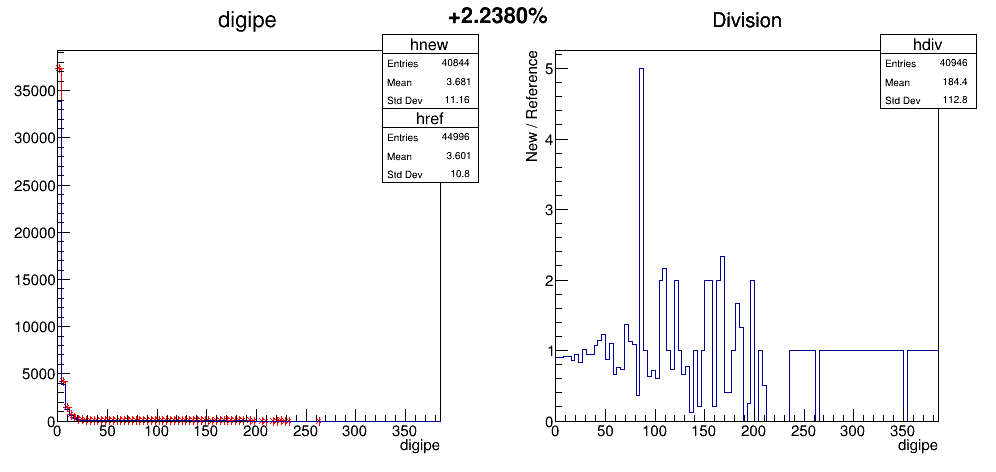 +2.2380%
digipe
hnew
Entries 40844
Mean 3.681
Std Dev 11.16
href
Entries 44996
Mean 3.601
Std Dev 10.8
35000
30000
25000
20000
15000
10000
5000
0
0 50 100 150 200 250 300 350
digipe
Division
hdiv
Entries 40946
Mean 184.4
Std Dev 112.8
New / Reference
5
4
3
2
1
0
0 50 100 150 200 250 300 350
digipe